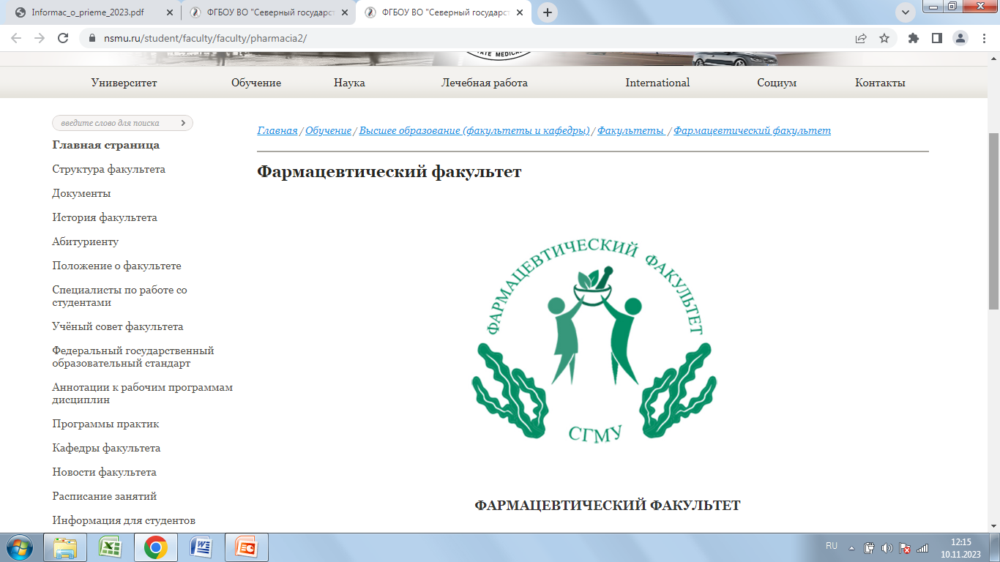 Informac_o_prieme_2023.pdf
ФГБОУ ВО "Северный государст
ФГБОУ ВО "Северный государст
nsmu.ru/student/faculty/faculty/pharmacia2/
STATE MEDICAL
Университет
Обучение
Наука
Лечебная работа
International
Социум
Контакты
введите слово для поиска
Главная страница
Структура факультета
Документы
История факультета
Абитуриенту
Положение о факультете
Специалисты по работе со
студентами
Учёный совет факультета
Федеральный государственный
образовательный стандарт
Аннотации к рабочим программам
дисциплин
Программы практик
Кафедры факультета
Новости факультета
Расписание занятий
Информация для студентов
Главная / Обучение / Высшее образование (факультеты и кафедры) / Факультеты / Фармацевтический факультет
Фармацевтический факультет
ФАРМАЦЕВТИЧЕСКИЙ ФАКУЛЬТЕТ
СГМУ
ФАРМАЦЕВТИЧЕСКИЙ ФАКУЛЬТЕТ
RU
12:15
10.11.2023